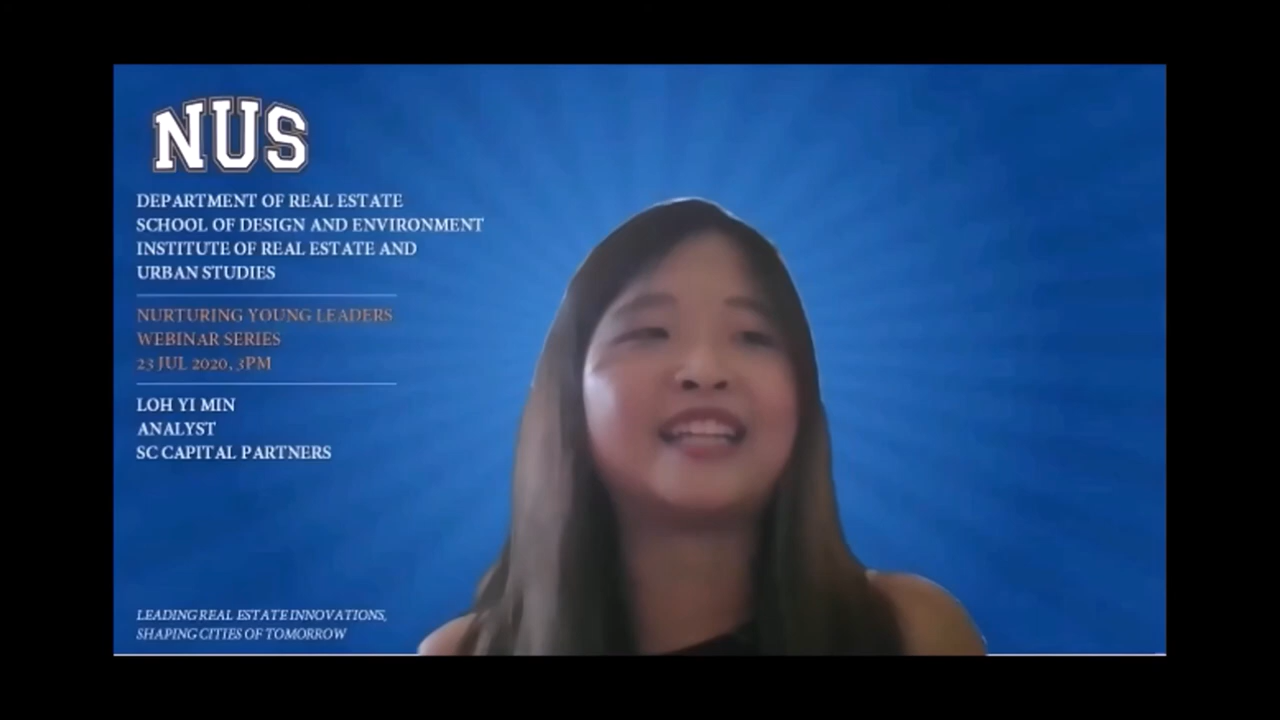 NUS
DEPARTMENT OF REAL ESTATE
SCHOOL OF DESIGN AND ENVIRONMENT
INSTITUTE OF REAL ESTATE AND
URBAN STUDIES
NURTURING YOUNG LEADERS
WEBINAR SERIES
23 JUL 2020, 3PM
LOH YI MIN
ANALYST
SC CAPITAL PARTNERS
LEADING REAL ESTATE INNOVATIONS,
SHAPING CITIES OF TOMORROW